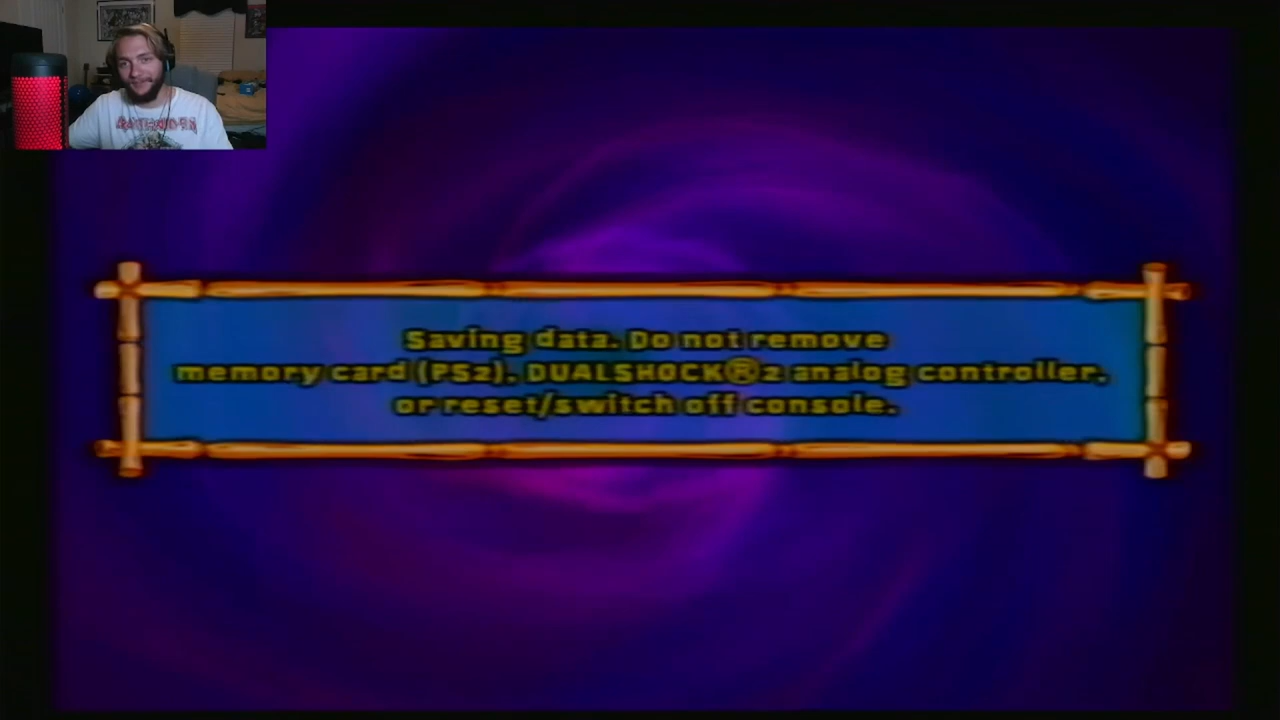 Saving data. Do not remove
memory card (PS2), DUALSHOCK®2 analog controller,
or reset/switch off console.